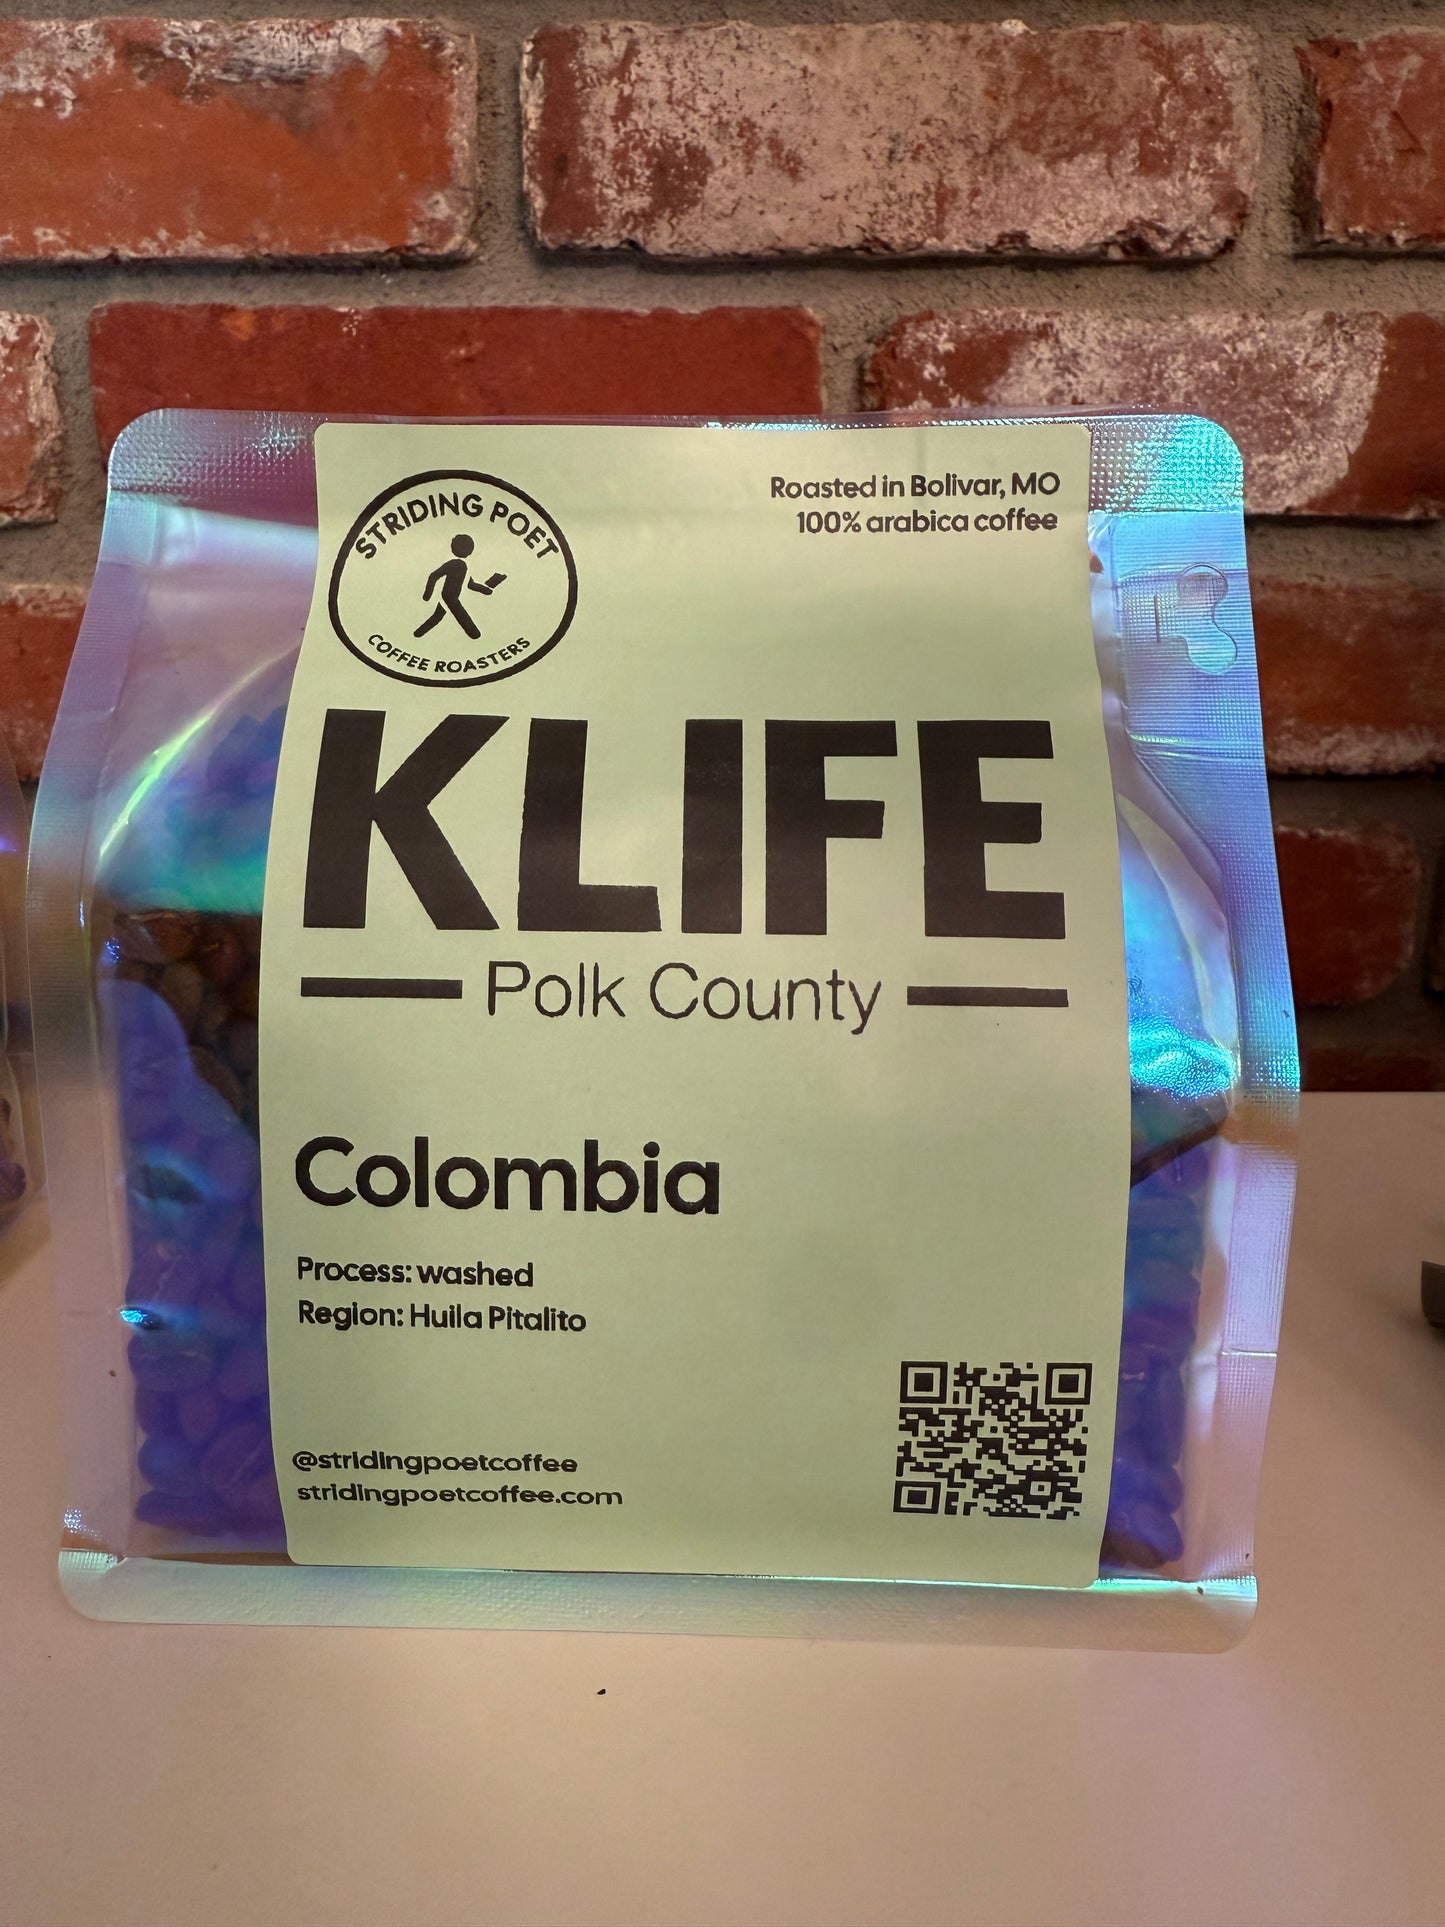 STRIDING POET
COFFEE ROASTERS
Roasted in Bolivar, MO
100% arabica coffee
KLIFE
Polk County
Colombia
Process: washed
Region: Huila Pitalito
@stridingpoetcoffee
stridingpoetcoffee.com